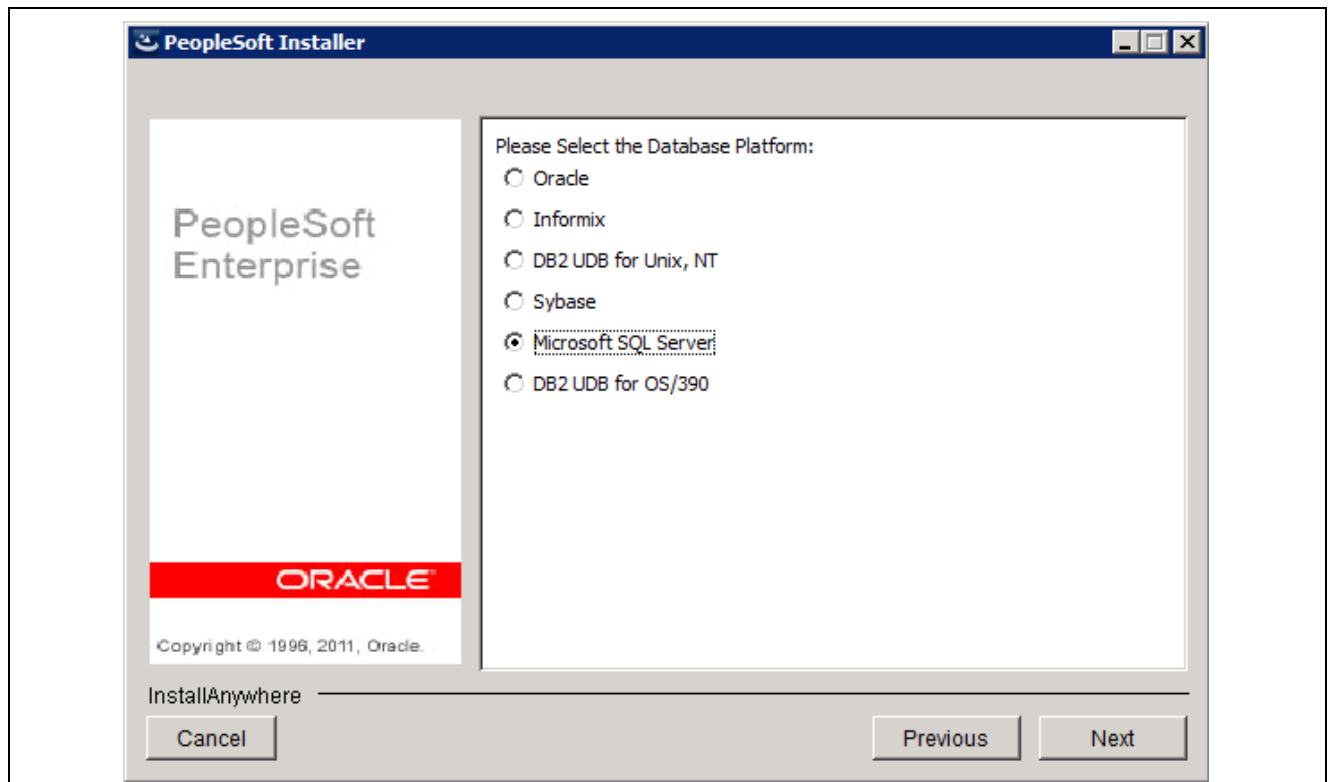 PeopleSoft Installer
Please Select the Database Platform:
Oracle
Informix
DB2 UDB for Unix, NT
Sybase
Microsoft SQL Server
DB2 UDB for OS/390
PeopleSoft
Enterprise
ORACLE
Copyright © 1996, 2011, Oracle.
InstallAnywhere
Cancel
Previous
Next